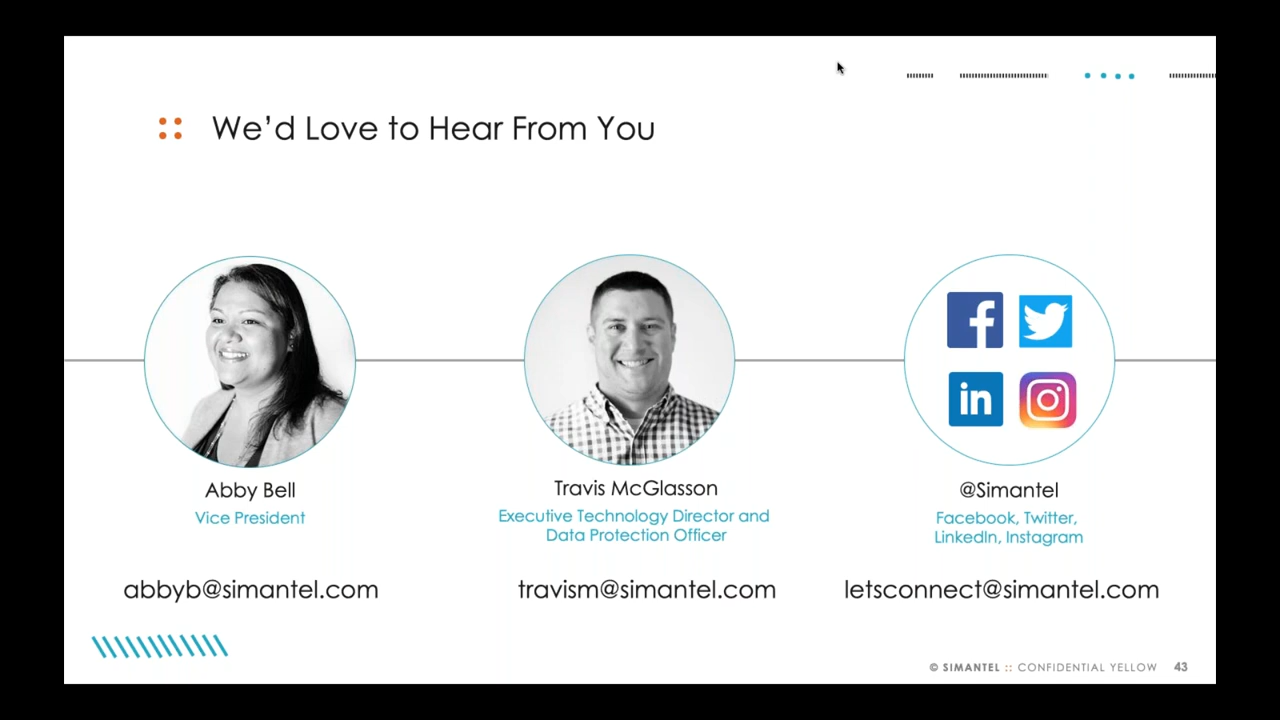 We'd Love to Hear From You
Abby Bell
Vice President
abbyb@simantel.com
Travis McGlasson
Executive Technology Director and
Data Protection Officer
travism@simantel.com
f
in
@Simantel
Facebook, Twitter,
LinkedIn, Instagram
letsconnect@simantel.com
© SIMANTEL :: CONFIDENTIAL YELLOW 43